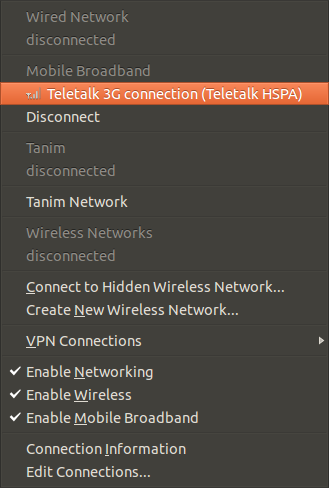 Wired Network
disconnected
Mobile Broadband
Teletalk 3G connection (Teletalk HSPA)
Disconnect
Tanim
disconnected
Tanim Network
Wireless Networks
disconnected
Connect to Hidden Wireless Network...
Create New Wireless Network...
VPN Connections
Enable Networking
Enable Wireless
Enable Mobile Broadband
Connection Information
Edit Connections...